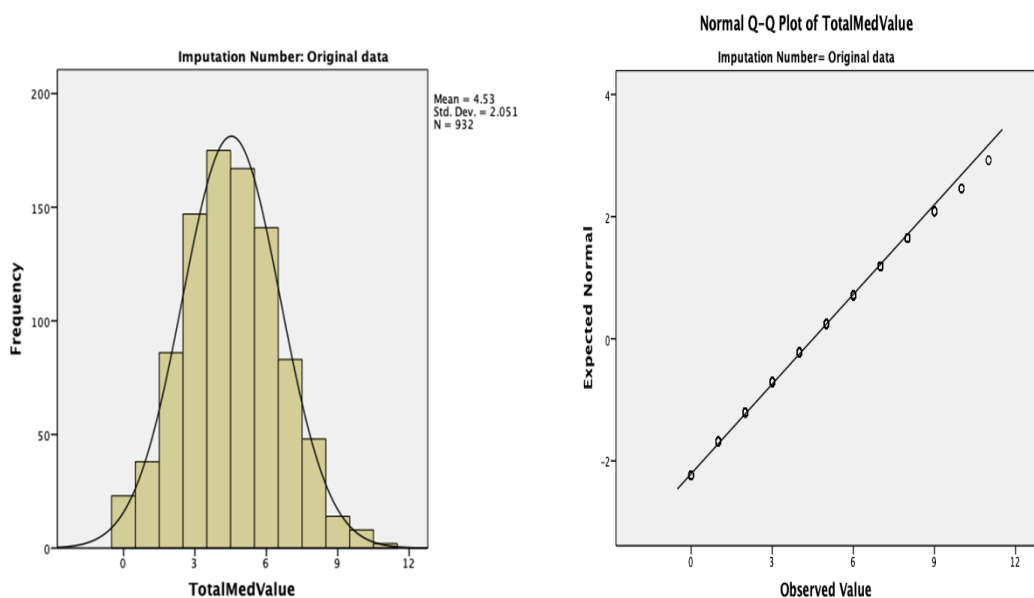 Imputation Number: Original data
Mean = 4.53
Std. Dev. = 2.051
N = 932
200
150
100
50
0
Frequency
0 3 6 9 12
TotalMedValue
Normal Q-Q Plot of TotalMedValue
Imputation Number= Original data
4
2
0
-2
Expected Normal
0 3 6 9 12
Observed Value